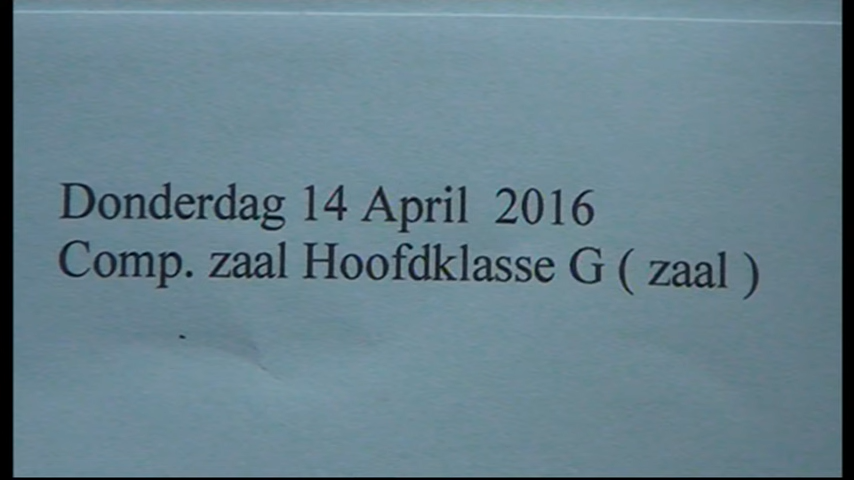 Donderdag 14 April  2016
Comp. zaal Hoofdklasse G ( zaal )